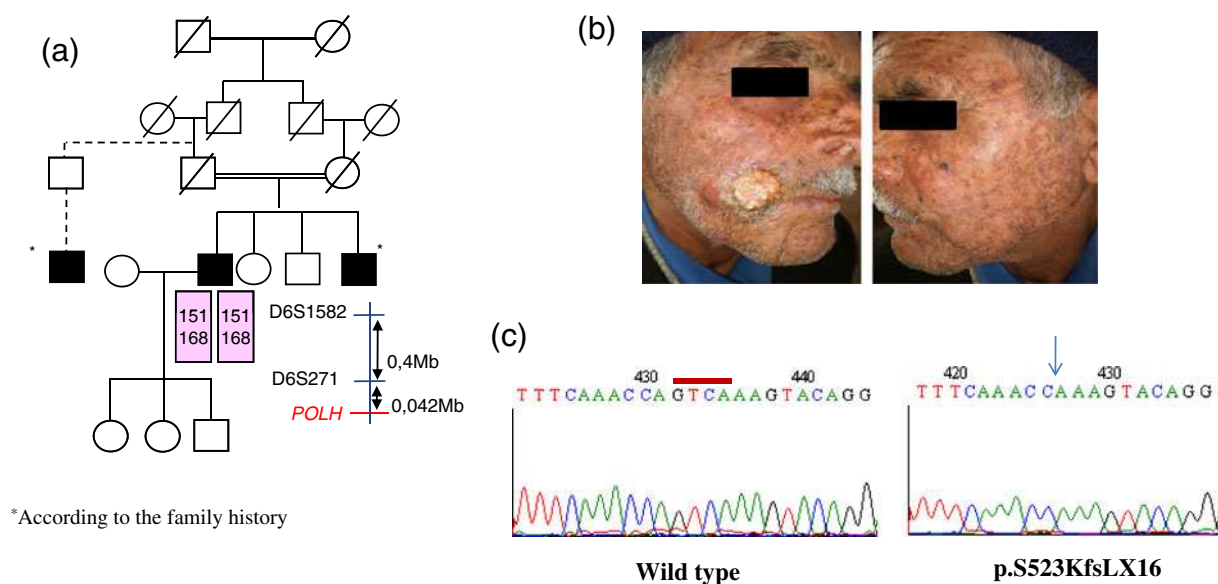 (a)
*
*
151
168
151
168
D6S1582
0,4Mb
D6S271
0,042Mb
POLH
*According to the family history
(b)
(c)
430 440
TTTCAAACCAGTCAAAGTACAGG
Wild type
420 430
TTTCAAACCAAAGTACAGG
p.S523KfsLX16